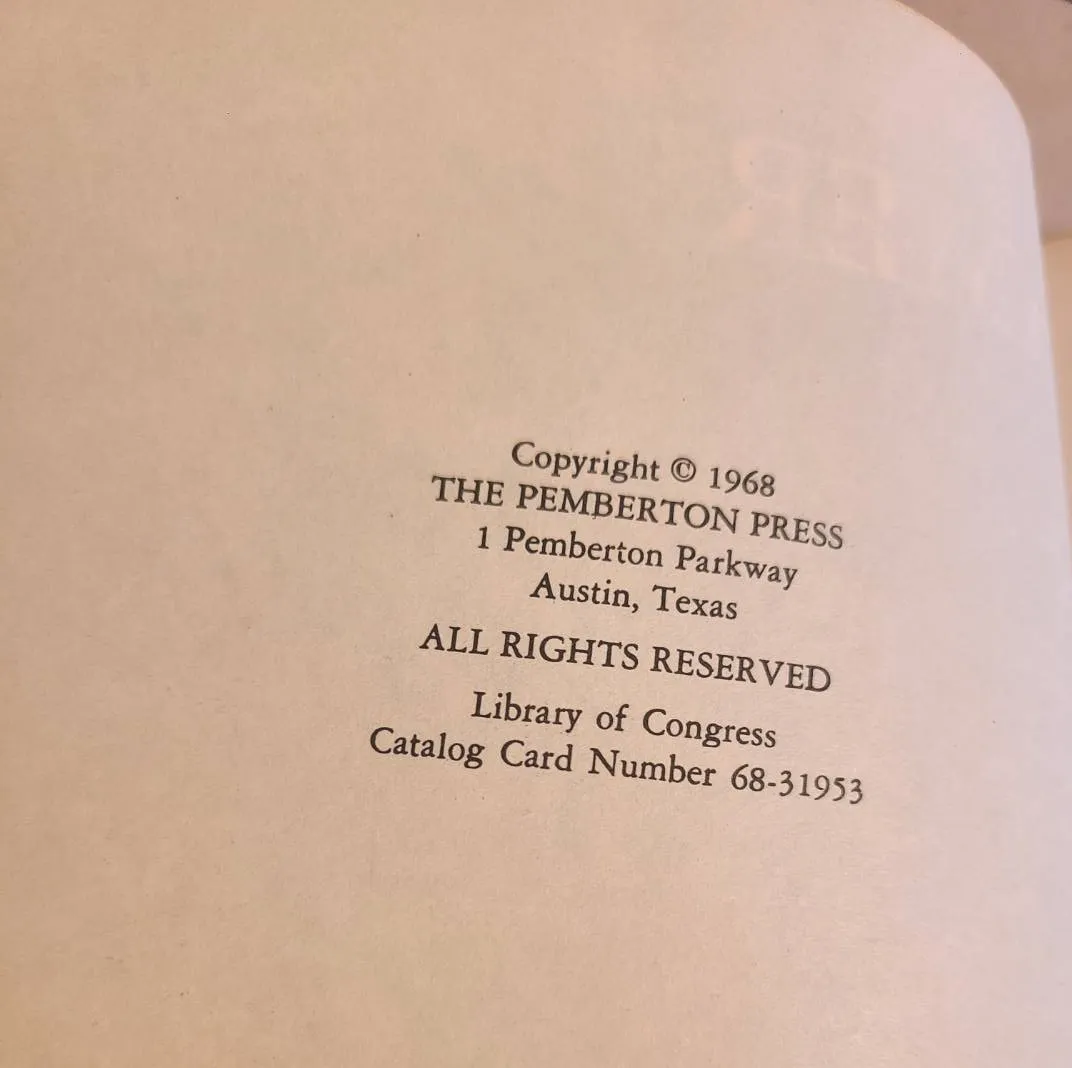 Copyright © 1968
THE PEMBERTON PRESS
1 Pemberton Parkway
Austin, Texas
ALL RIGHTS RESERVED
Library of Congress
Catalog Card Number 68-31953